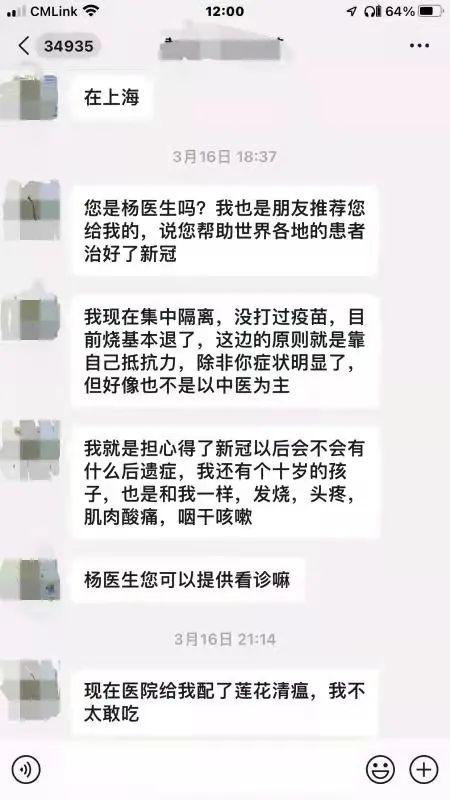 CMLink
12:00
64%
34935
在上海
3月16日 18:37
您是杨医生吗？我也是朋友推荐您
给我的，说您帮助世界各地的患者
治好了新冠
我现在集中隔离，没打过疫苗，目
前烧基本退了，这边的原则就是靠
自己抵抗力，除非你症状明显了，
但好像也不是以中医为主
我就是担心得了新冠以后会不会有
什么后遗症，我还有个十岁的孩
子，也是和我一样，发烧，头疼，
肌肉酸痛，咽干咳嗽
杨医生您可以提供看诊嘛
3月16日 21:14
现在医院给我配了莲花清瘟，我不
太敢吃